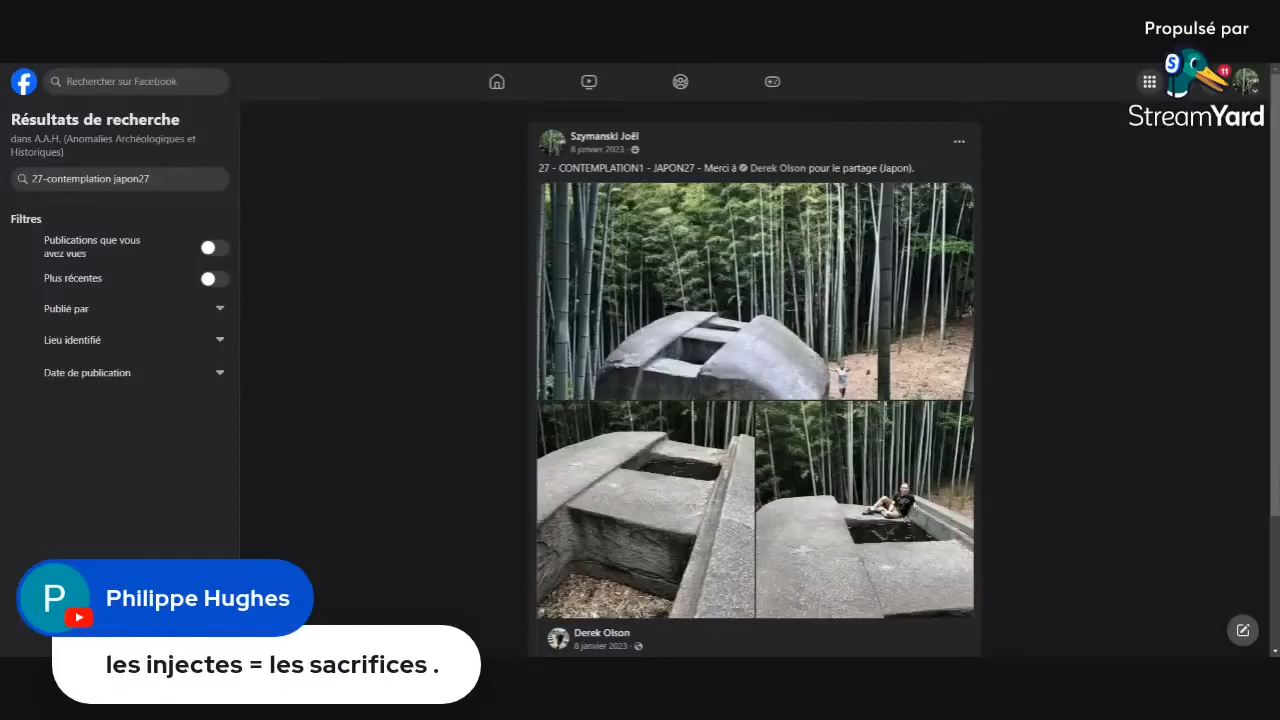 Propulsé par
StreamYard
Rechercher sur Facebook
11
Résultats de recherche
dans A.A.H. (Anomalies Archéologiques et
Historiques)
27-contemplation japon27
Filtres
Publications que vous
avez vues
Plus récentes
Publié par
Lieu identifié
Date de publication
Szymanski Joël
8 janvier 2023
27 - CONTEMPLATION1 - JAPON27 - Merci à Derek Olson pour le partage (Japon).
Derek Olson
8 janvier 2023
P
Philippe Hughes
les injectes = les sacrifices .